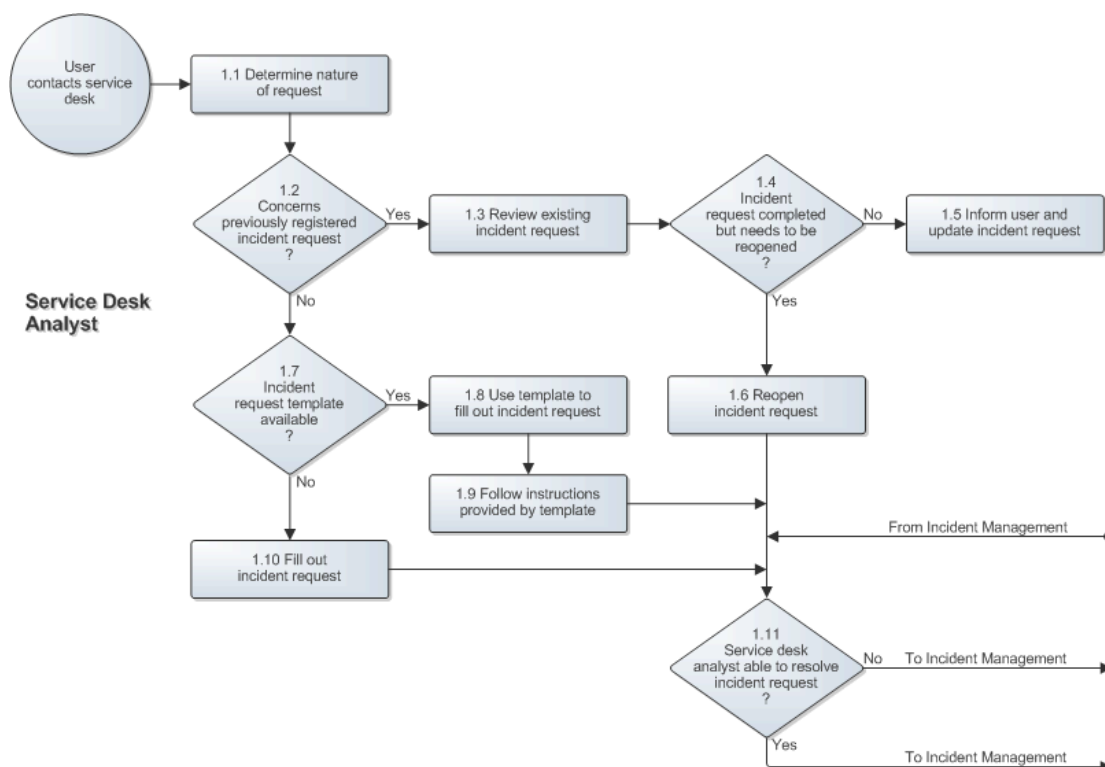 User
contacts service
desk
1.1 Determine nature
of request
1.2
Concerns
previously registered
incident request
?
Yes
1.3 Review existing
incident request
1.4
Incident
request completed
but needs to be
reopened
?
No
1.5 Inform user and
update incident request
No
Yes
Service Desk
Analyst
1.7
Incident
request template
available
?
Yes
1.8 Use template to
fill out incident request
1.6 Reopen
incident request
No
1.9 Follow instructions
provided by template
From Incident Management
1.10 Fill out
incident request
1.11
Service desk
analyst able to resolve
incident request
?
No
To Incident Management
Yes
To Incident Management